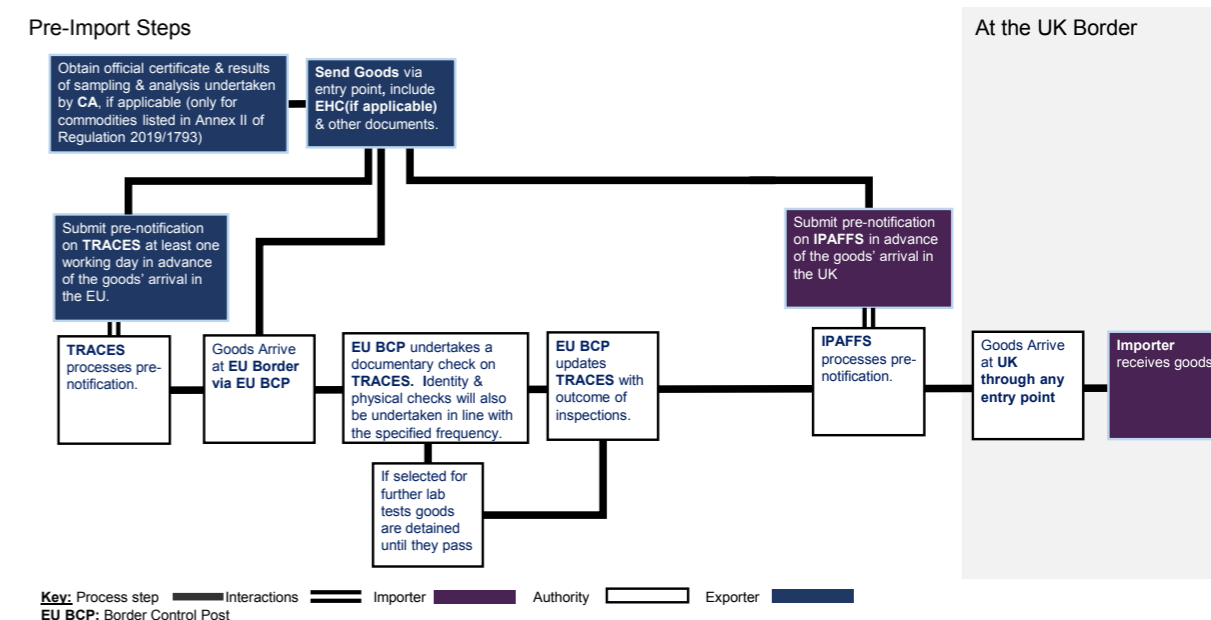 Pre-Import Steps
At the UK Border
Obtain official certificate & results
of sampling & analysis undertaken
by CA, if applicable (only for
commodities listed in Annex II of
Regulation 2019/1793)
Send Goods via
entry point, include
EHC(if applicable)
& other documents.
Submit pre-notification
on TRACES at least one
working day in advance
of the goods' arrival in
the EU.
Submit pre-notification
on IPAFFS in advance
of the goods' arrival in
the UK
TRACES
processes pre-
notification.
Goods Arrive
at EU Border
via EU BCP
EU BCP undertakes a
documentary check on
TRACES. Identity &
physical checks will also
be undertaken in line with
the specified frequency.
EU BCP
updates
TRACES with
outcome of
inspections.
IPAFFS
processes pre-
notification.
Goods Arrive
at UK
through any
entry point
Importer
receives goods
If selected for
further lab
tests goods
are detained
until they pass
Key: Process step Interactions Importer Authority Exporter
EU BCP: Border Control Post